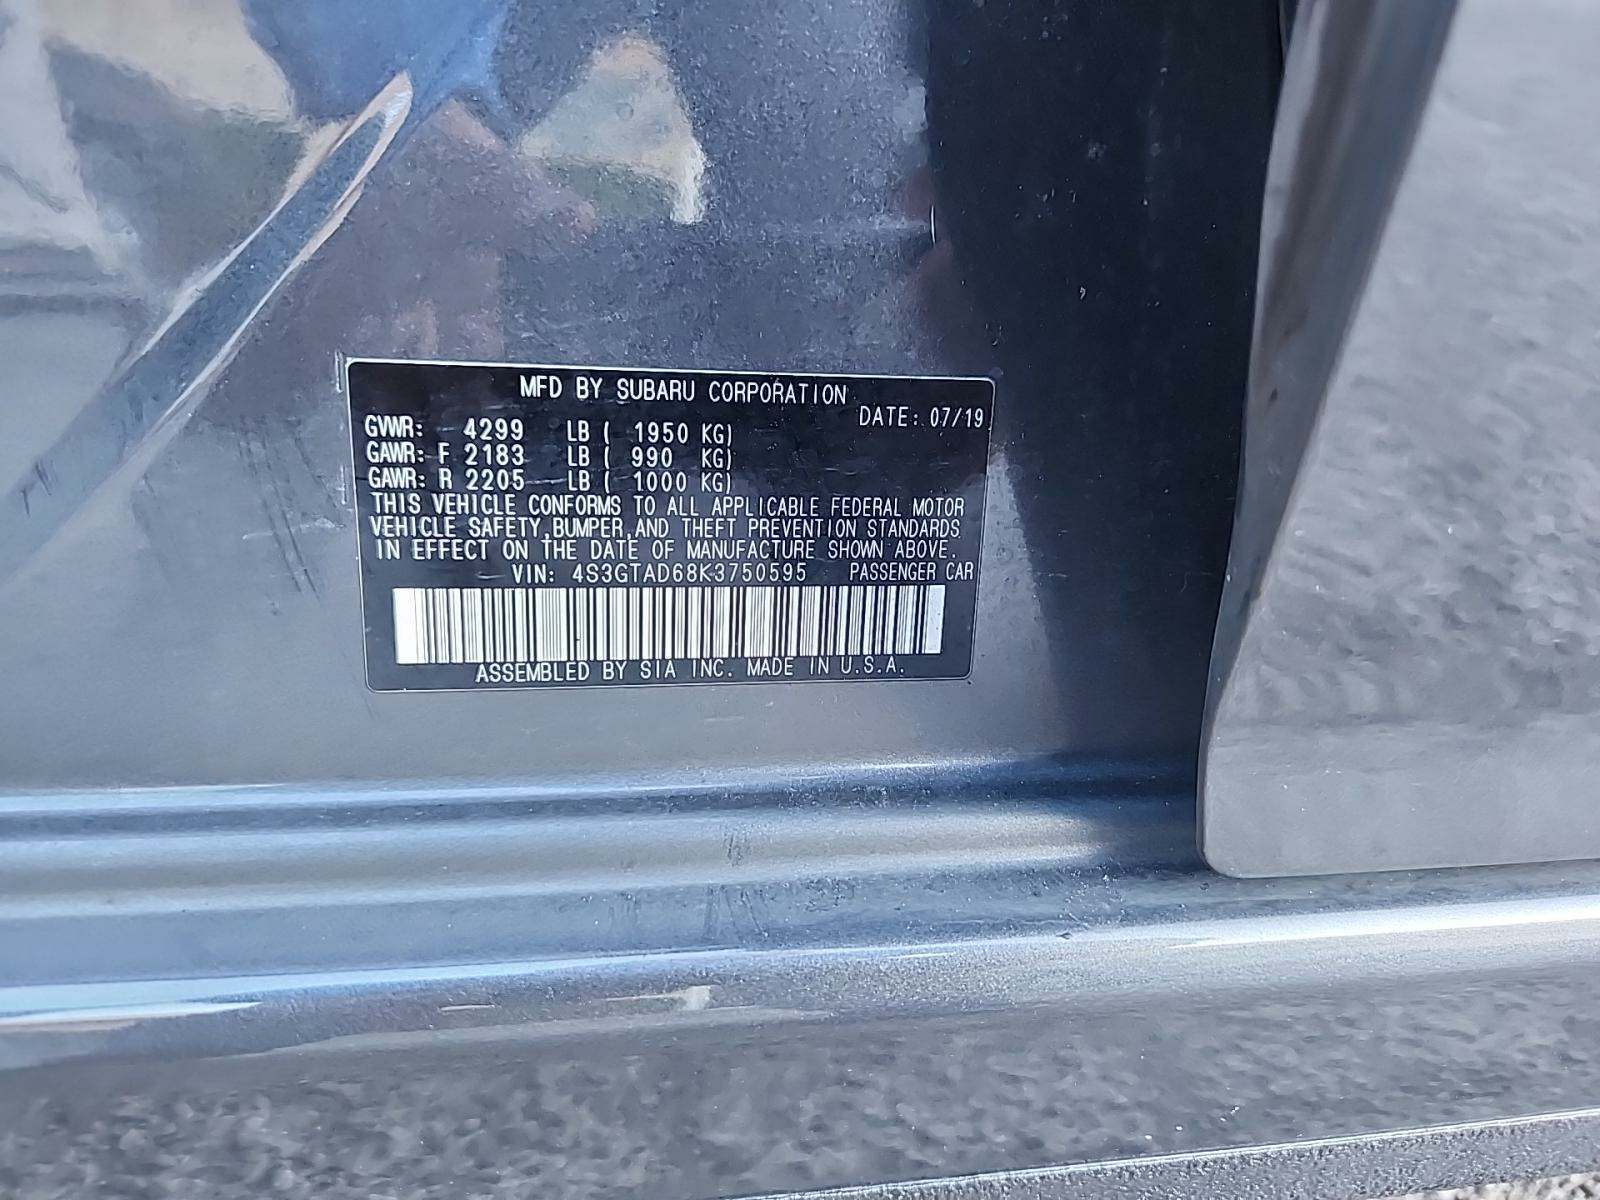 MFD BY SUBARU CORPORATION
DATE: 07/19
GVWR: 4299 LB ( 1950 KG)
GAWR: F 2183 LB ( 990 KG)
GAWR: R 2205 LB ( 1000 KG)
THIS VEHICLE CONFORMS TO ALL APPLICABLE FEDERAL MOTOR
VEHICLE SAFETY, BUMPER, AND THEFT PREVENTION STANDARDS
IN EFFECT ON THE DATE OF MANUFACTURE SHOWN ABOVE.
VIN: 4S3GTAD68K3750595 PASSENGER CAR
ASSEMBLED BY SIA INC. MADE IN U.S.A.